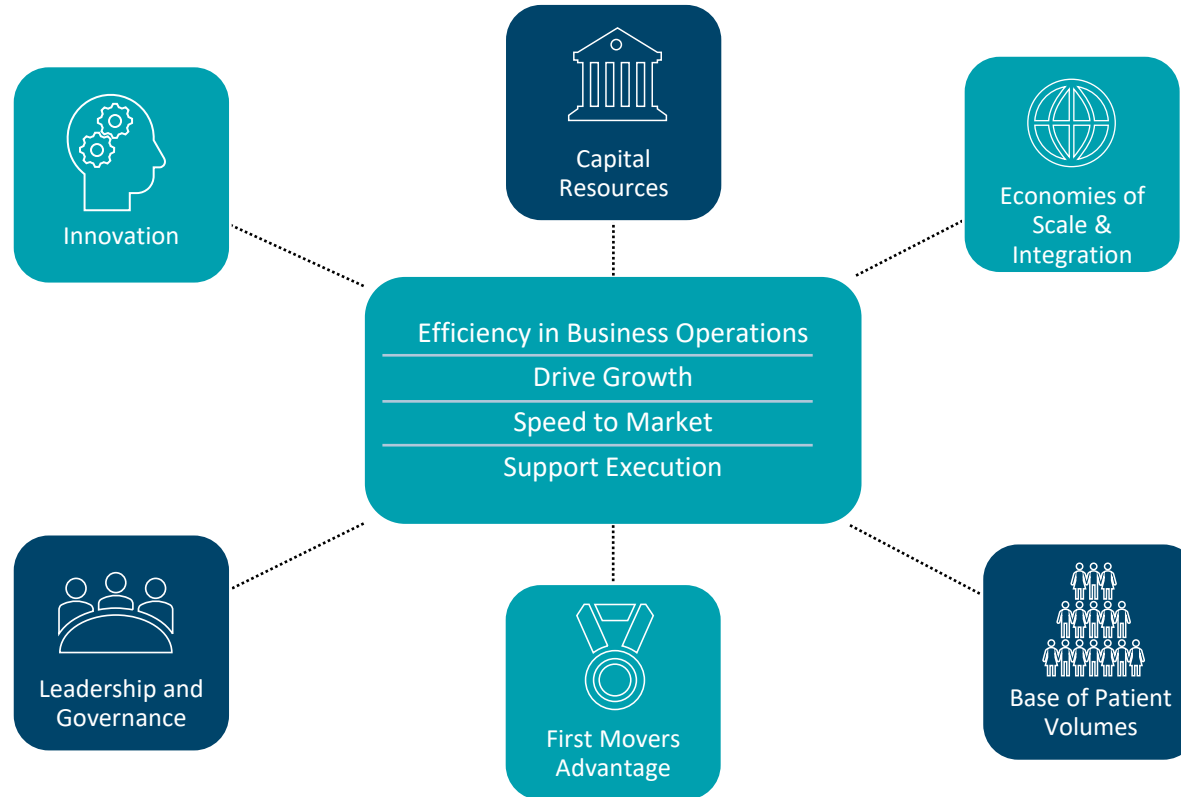 Innovation
Capital
Resources
Economies of
Scale &
Integration
Efficiency in Business Operations
Drive Growth
Speed to Market
Support Execution
Leadership and
Governance
First Movers
Advantage
Base of Patient
Volumes